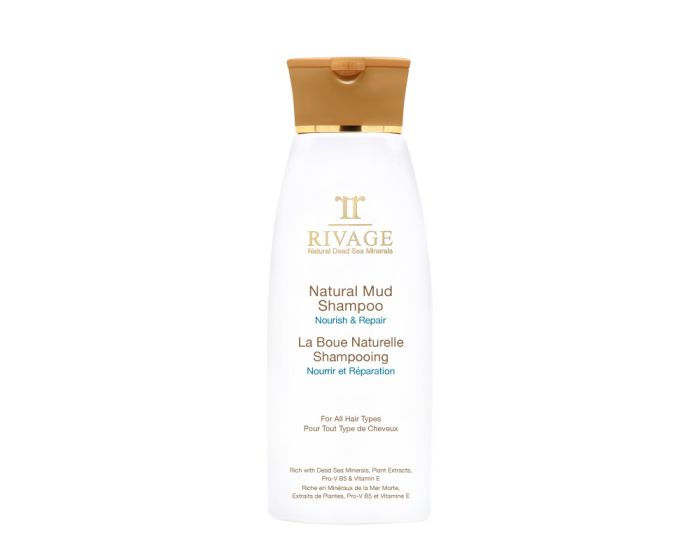 RIVAGE
Natural Dead Sea Minerals
Natural Mud
Shampoo
Nourish & Repair
La Boue Naturelle
Shampooing
Nourrir et Réparation
For All Hair Types
Pour Tout Type de Cheveux
Rich with Dead Sea Minerals, Plant Extracts,
Pro-V B5 & Vitamin E
Riche en Minéraux de la Mer Morte,
Extraits de Plantes, Pro-V B5 et Vitamine E